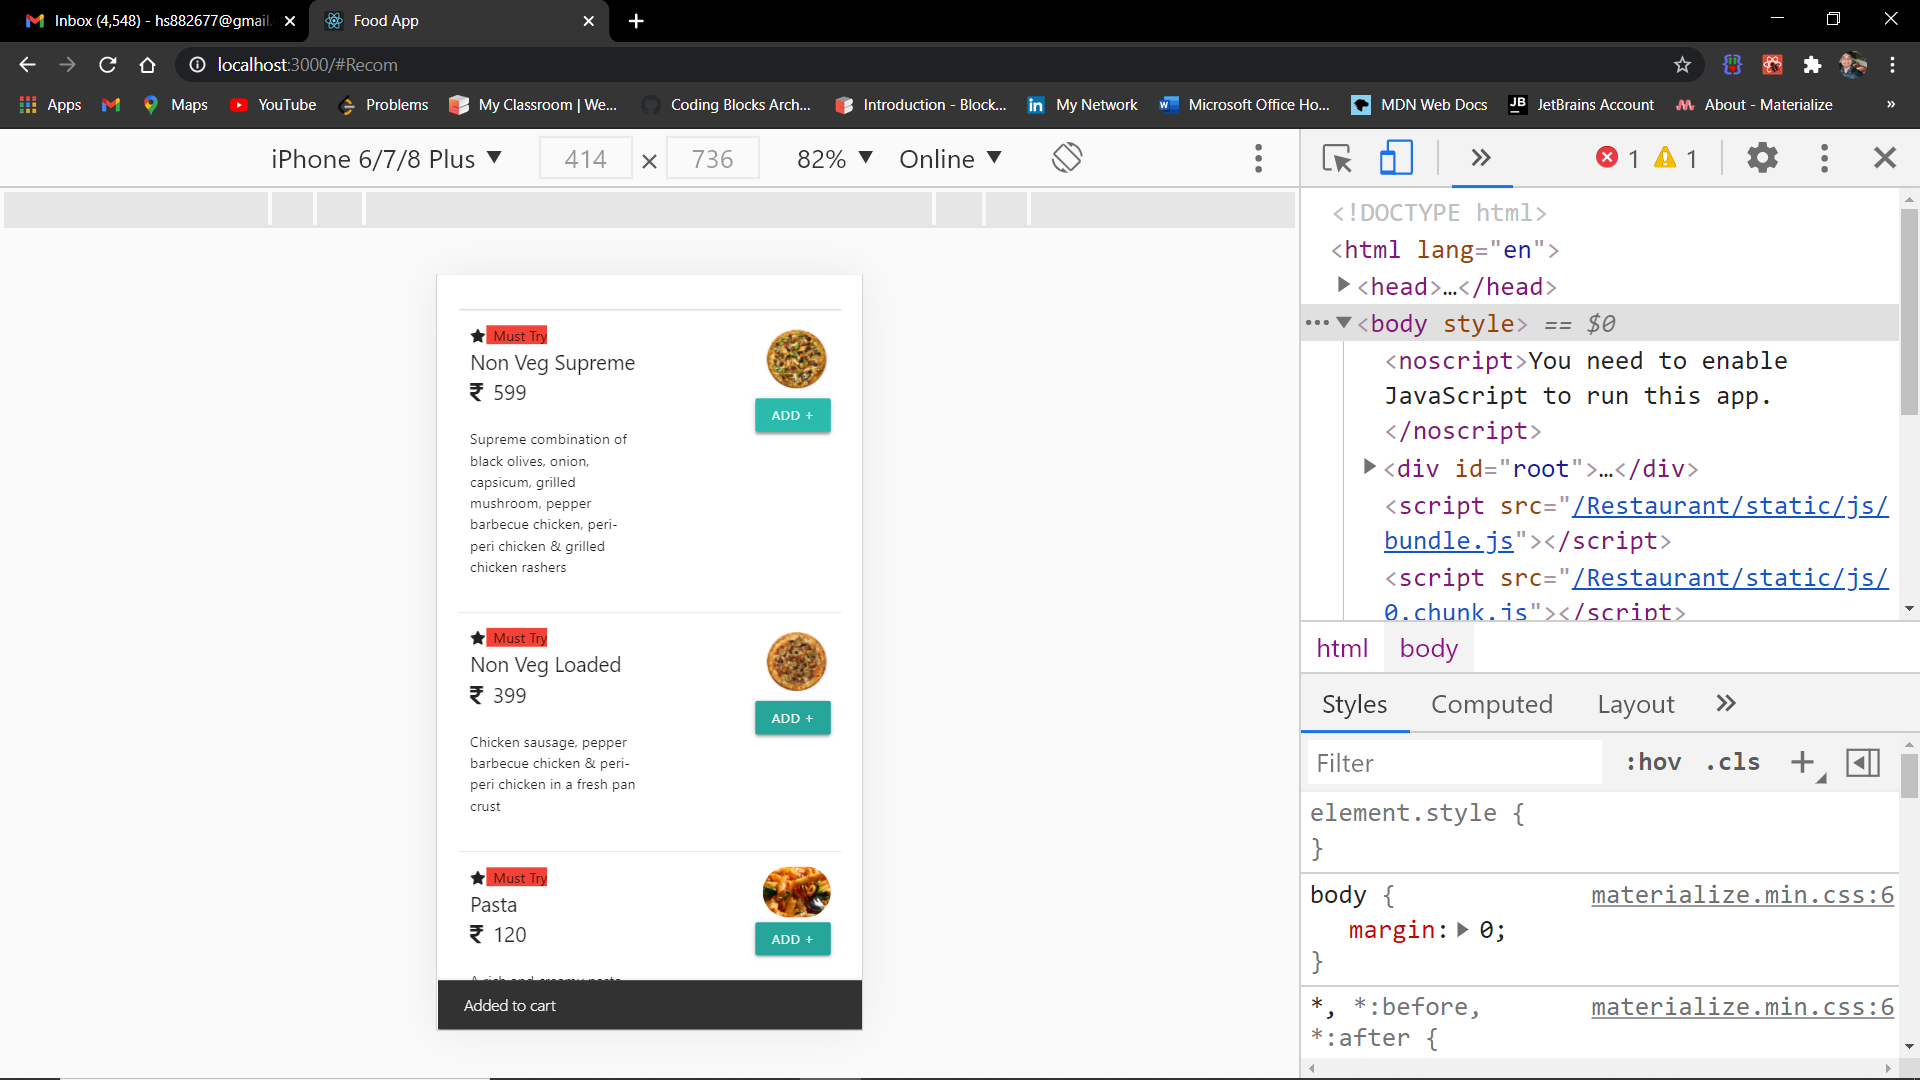 Inbox (4,548) - hs882677@gmail.
Food App
localhost:3000/#Recom
Apps
Maps
YouTube
Problems
My Classroom | We...
Coding Blocks Arch...
Introduction - Block...
My Network
Microsoft Office Ho...
MDN Web Docs
JetBrains Account
About - Materialize
»
iPhone 6/7/8 Plus
414 × 736
82%
Online
1 1
Must Try
Non Veg Supreme
₹ 599
ADD +
Supreme combination of
black olives, onion,
capsicum, grilled
mushroom, pepper
barbecue chicken, peri-
peri chicken & grilled
chicken rashers
Must Try
Non Veg Loaded
₹ 399
ADD +
Chicken sausage, pepper
barbecue chicken & peri-
peri chicken in a fresh pan
crust
Must Try
Pasta
₹ 120
ADD +
A rich and creamy pasta
Added to cart
<!DOCTYPE html>
<html lang="en">
<head>…</head>
<body style> == $0
<noscript>You need to enable
JavaScript to run this app.
</noscript>
<div id="root">…</div>
<script src="/Restaurant/static/js/
bundle.js"></script>
<script src="/Restaurant/static/js/
0.chunk.js"></script>
html body
Styles Computed Layout »
Filter :hov .cls +
element.style {
}
body { materialize.min.css:6
margin: 0;
}
*, *:before, materialize.min.css:6
*:after {